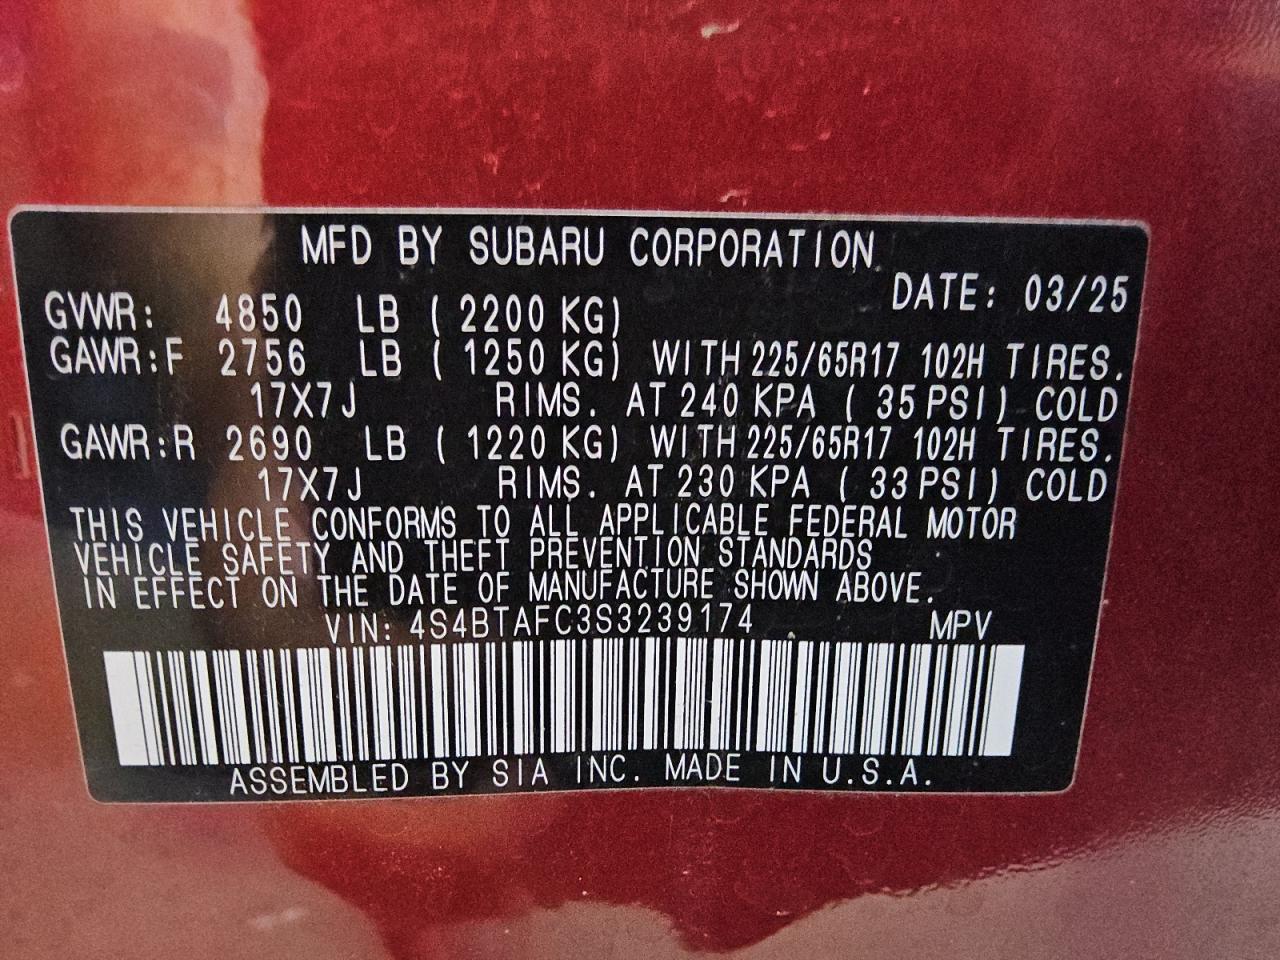 MFD BY SUBARU CORPORATION
DATE: 03/25
GVWR: 4850 LB ( 2200 KG)
GAWR:F 2756 LB ( 1250 KG) WITH 225/65R17 102H TIRES.
17X7J RIMS. AT 240 KPA ( 35 PSI) COLD
GAWR:R 2690 LB ( 1220 KG) WITH 225/65R17 102H TIRES.
17X7J RIMS. AT 230 KPA ( 33 PSI) COLD
THIS VEHICLE CONFORMS TO ALL APPLICABLE FEDERAL MOTOR
VEHICLE SAFETY AND THEFT PREVENTION STANDARDS
IN EFFECT ON THE DATE OF MANUFACTURE SHOWN ABOVE.
VIN: 4S4BTAFC3S3239174 MPV
ASSEMBLED BY SIA INC. MADE IN U.S.A.